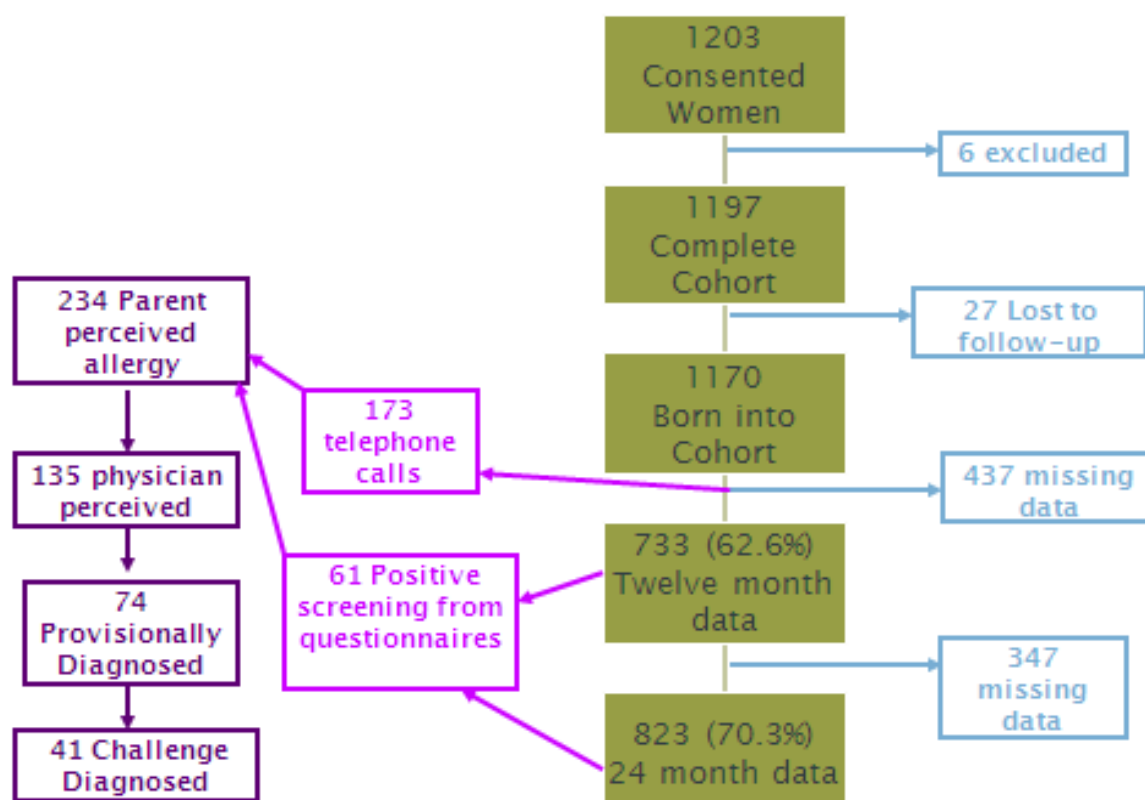 1203
Consented
Women
6 excluded
1197
Complete
Cohort
27 Lost to
follow-up
1170
Born into
Cohort
437 missing
data
733 (62.6%)
Twelve month
data
347
missing
data
823 (70.3%)
24 month data
173
telephone
calls
61 Positive
screening from
questionnaires
234 Parent
perceived
allergy
135 physician
perceived
74
Provisionally
Diagnosed
41 Challenge
Diagnosed